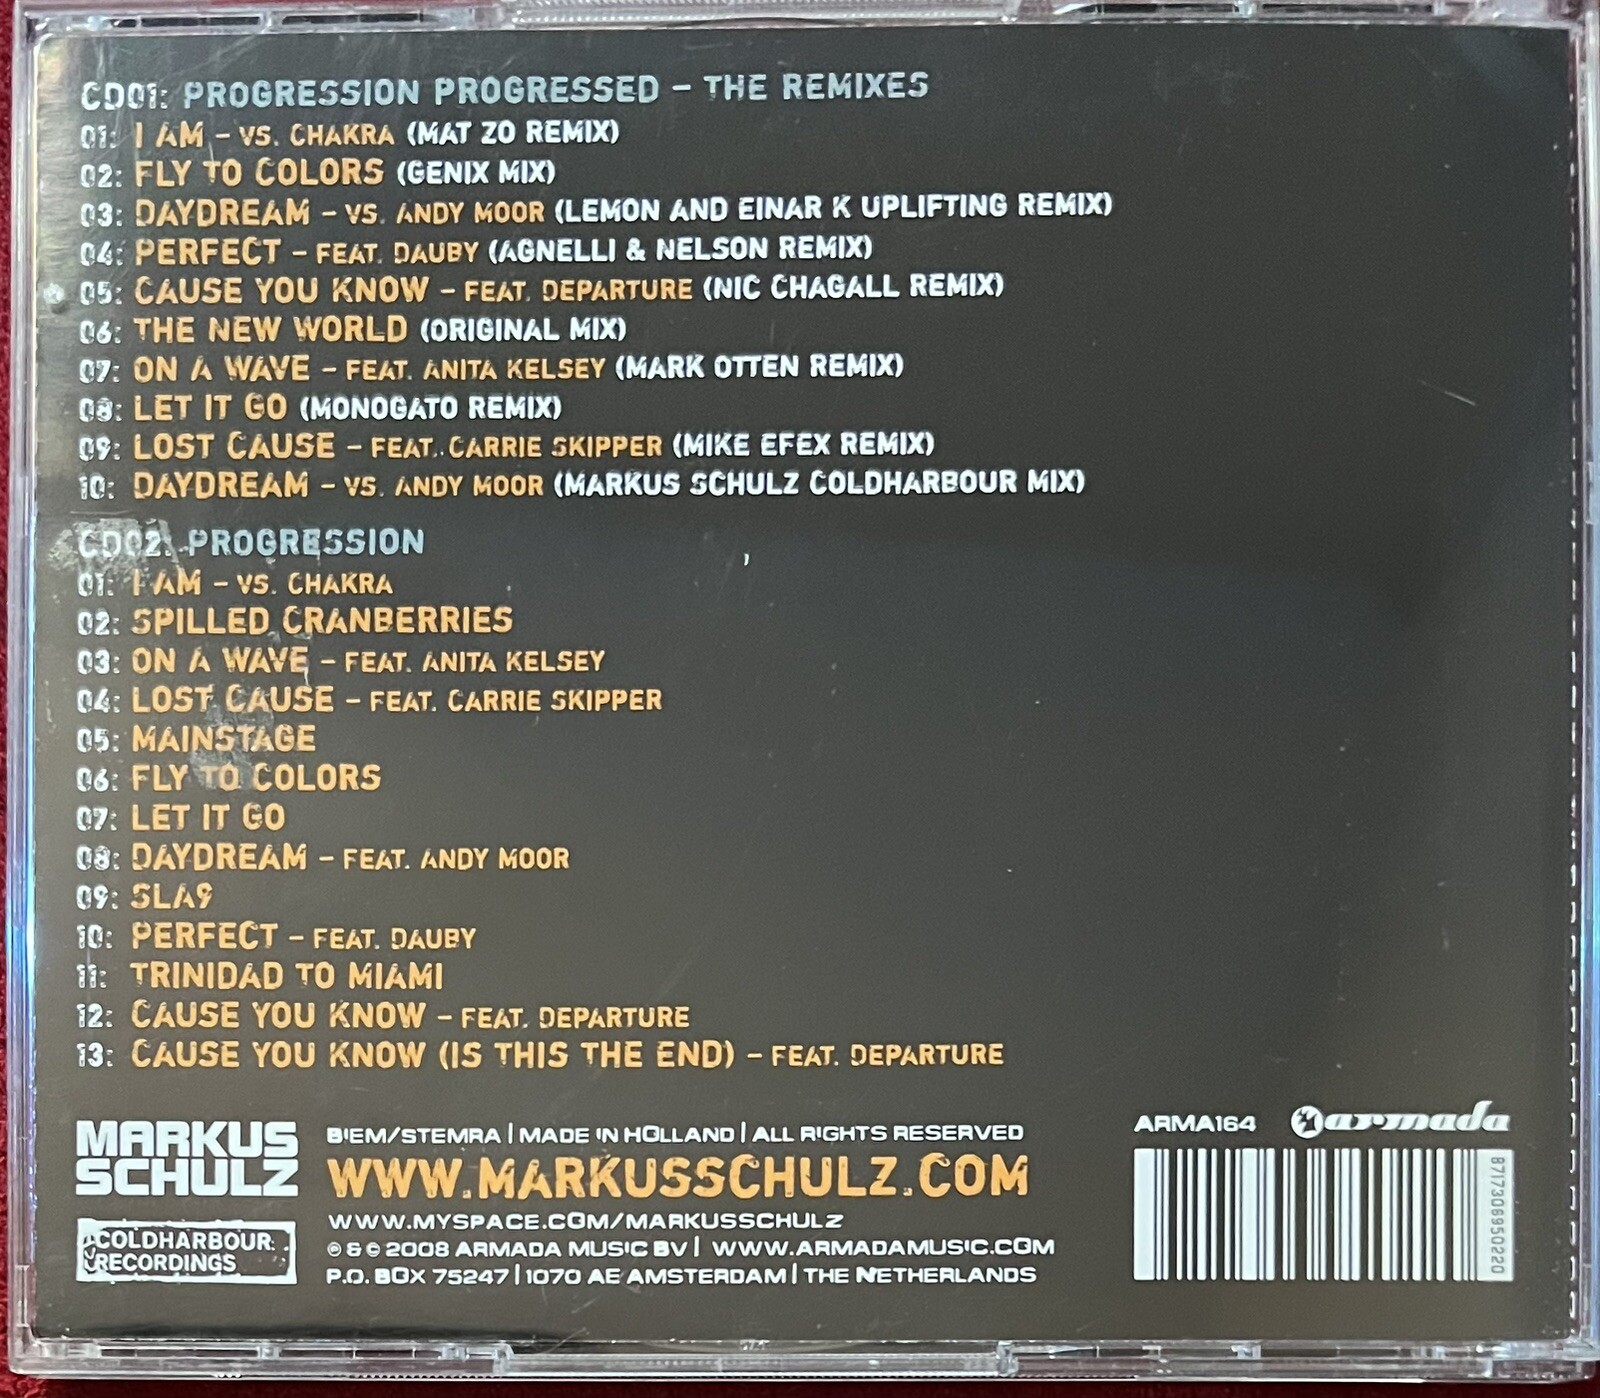 CD01: PROGRESSION PROGRESSED – THE REMIXES
01: I AM – VS. CHAKRA (MAT ZO REMIX)
02: FLY TO COLORS (GENIX MIX)
03: DAYDREAM – VS. ANDY MOOR (LEMON AND EINAR K UPLIFTING REMIX)
04: PERFECT – FEAT. DAUBY (AGNELLI & NELSON REMIX)
05: CAUSE YOU KNOW – FEAT. DEPARTURE (NIC CHAGALL REMIX)
06: THE NEW WORLD (ORIGINAL MIX)
07: ON A WAVE – FEAT. ANITA KELSEY (MARK OTTEN REMIX)
08: LET IT GO (MONOGATO REMIX)
09: LOST CAUSE – FEAT. CARRIE SKIPPER (MIKE EFEX REMIX)
10: DAYDREAM – VS. ANDY MOOR (MARKUS SCHULZ COLDHARBOUR MIX)
CD02: PROGRESSION
01: I AM – VS. CHAKRA
02: SPILLED CRANBERRIES
03: ON A WAVE – FEAT. ANITA KELSEY
04: LOST CAUSE – FEAT. CARRIE SKIPPER
05: MAINSTAGE
06: FLY TO COLORS
07: LET IT GO
08: DAYDREAM – FEAT. ANDY MOOR
09: SLA9
10: PERFECT – FEAT. DAUBY
11: TRINIDAD TO MIAMI
12: CAUSE YOU KNOW – FEAT. DEPARTURE
13: CAUSE YOU KNOW (IS THIS THE END) – FEAT. DEPARTURE
MARKUS
SCHULZ
COLDHARBOUR
RECORDINGS
BIEM/STEMRA | MADE IN HOLLAND | ALL RIGHTS RESERVED
WWW.MARKUSSCHULZ.COM
WWW.MYSPACE.COM/MARKUSSCHULZ
℗ & © 2008 ARMADA MUSIC BV | WWW.ARMADAMUSIC.COM
P.O. BOX 75247 | 1070 AE AMSTERDAM | THE NETHERLANDS
ARMA164
armada
8717306950220